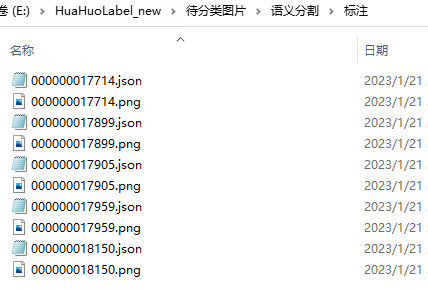 卷 (E:) > HuaHuoLabel_new > 待分类图片 > 语义分割 > 标注
名称 日期
000000017714.json 2023/1/21
000000017714.png 2023/1/21
000000017899.json 2023/1/21
000000017899.png 2023/1/21
000000017905.json 2023/1/21
000000017905.png 2023/1/21
000000017959.json 2023/1/21
000000017959.png 2023/1/21
000000018150.json 2023/1/21
000000018150.png 2023/1/21